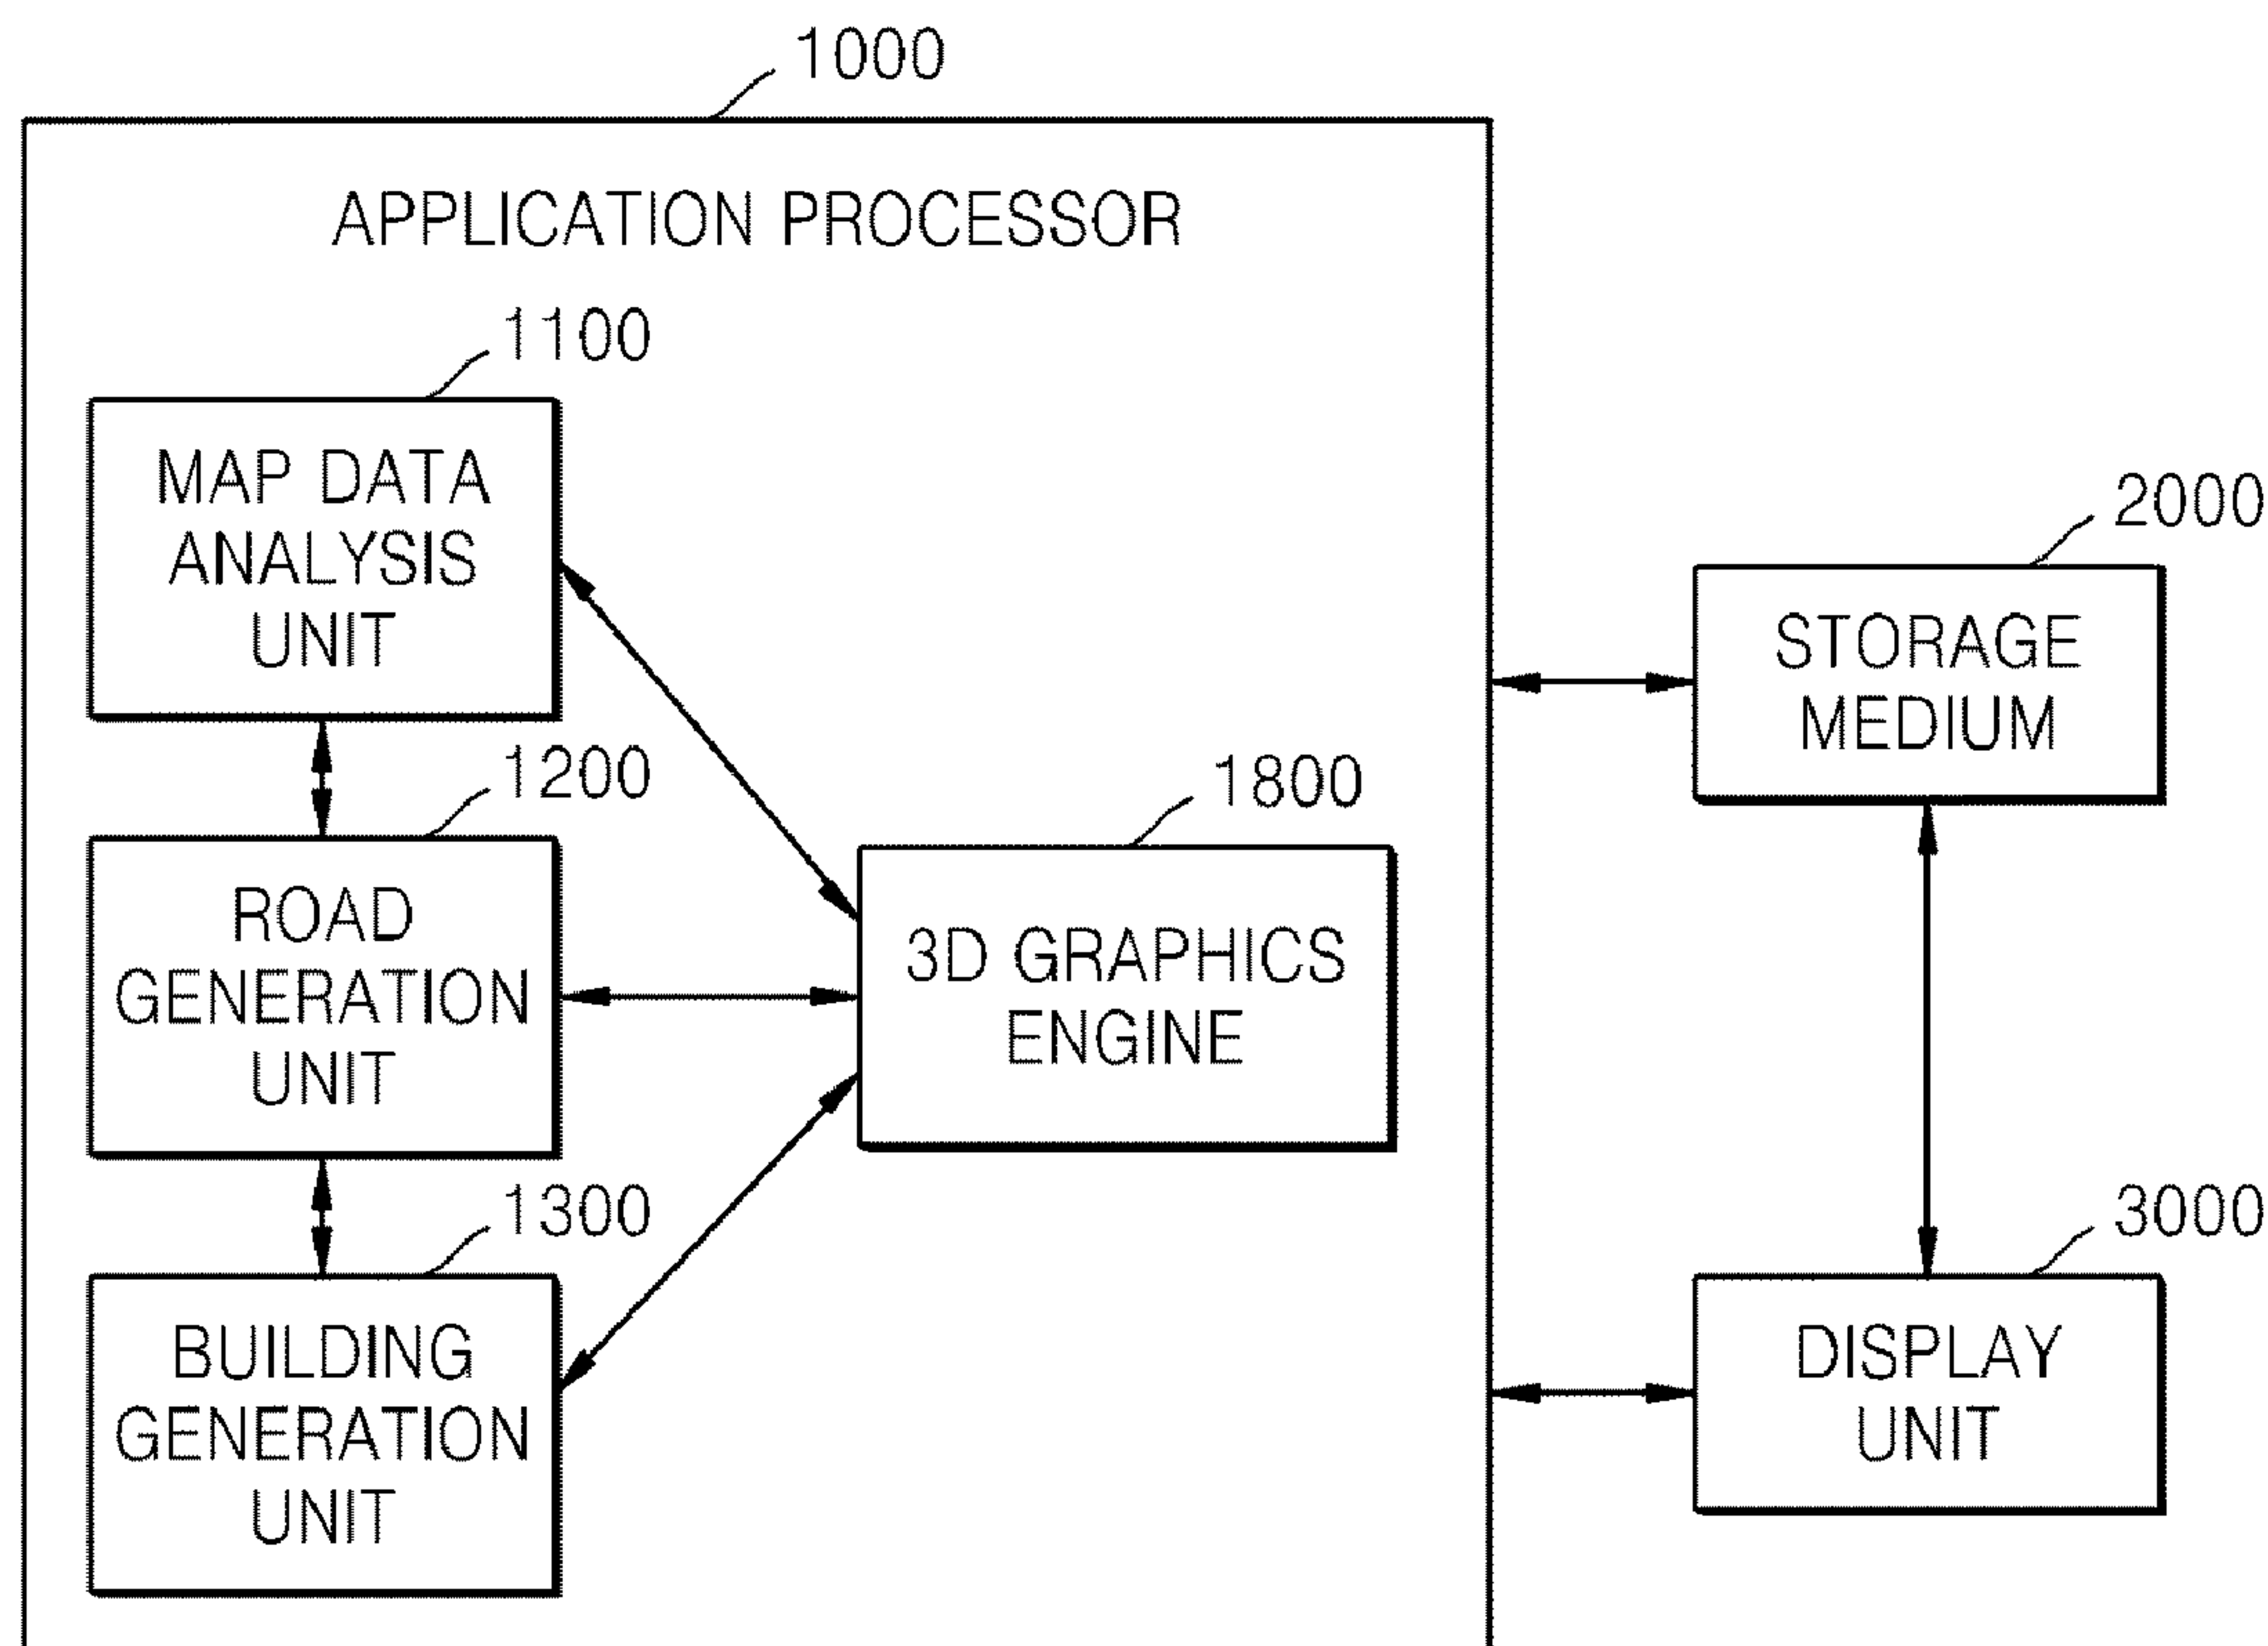 1000
APPLICATION PROCESSOR
1100
MAP DATA
ANALYSIS
UNIT
1200
ROAD
GENERATION
UNIT
1300
BUILDING
GENERATION
UNIT
1800
3D GRAPHICS
ENGINE
2000
STORAGE
MEDIUM
3000
DISPLAY
UNIT